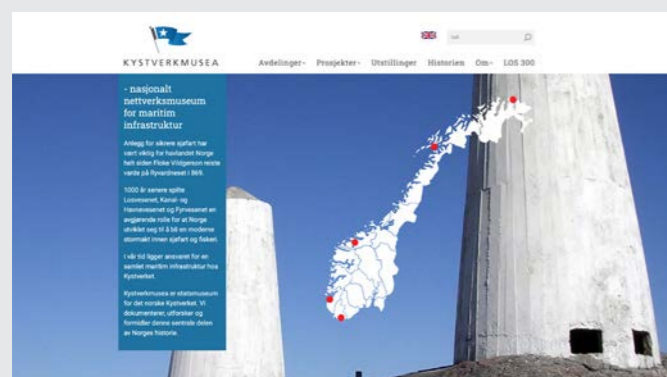 KYSTVERKMUSEA
Søk
Avdelinger
Prosjekter
Utstillinger
Historien
Om
LOS 300
- nasjonalt
nettverksmuseum
for maritim
infrastruktur
Anlegg for sikrere sjøfart har
vært viktig for havlandet Norge
helt siden Floke Vildgerson reiste
varde på Ryvardneset i 869.
1000 år senere spilte
Losvesenet, Kanal- og
Havnevesenet og Fyrvesenet en
avgjørende rolle for at Norge
utviklet seg til å bli en moderne
stormakt innen sjøfart og fiskeri.
I vår tid ligger ansvaret for en
samlet maritim infrastruktur hos
Kystverket.
Kystverkmusea er etatsmuseum
for det norske Kystverket. Vi
dokumenterer, utforsker og
formidler denne sentrale delen
av Norges historie.